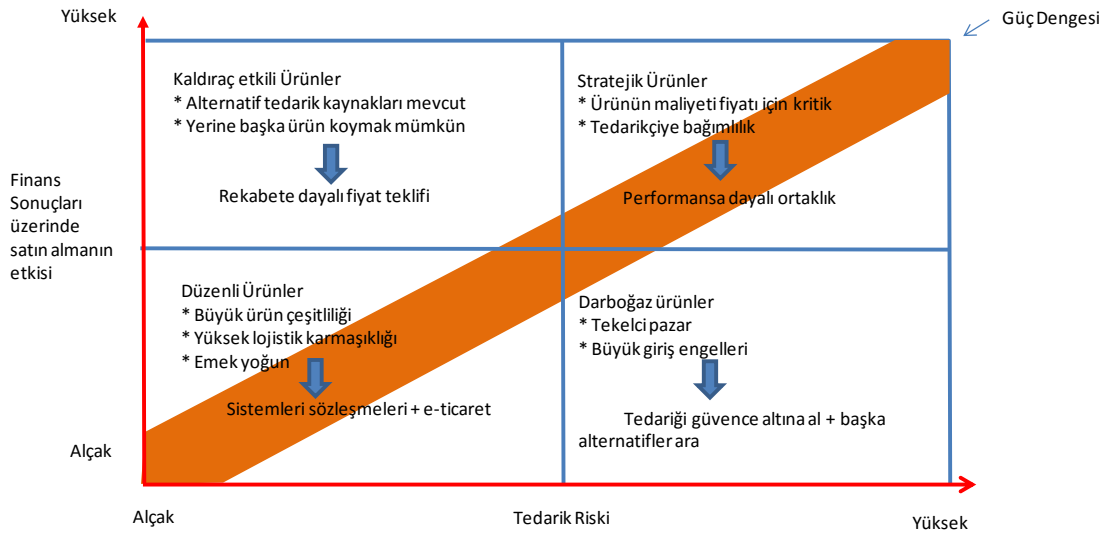 Yüksek
Güç Dengesi
Kaldıraç etkili Ürünler
* Alternatif tedarik kaynakları mevcut
* Yerine başka ürün koymak mümkün
Rekabete dayalı fiyat teklifi
Stratejik Ürünler
* Ürünün maliyeti fiyatı için kritik
* Tedarikçiye bağımlılık
Performansa dayalı ortaklık
Finans
Sonuçları
üzerinde
satın almanın
etkisi
Düzenli Ürünler
* Büyük ürün çeşitliliği
* Yüksek lojistik karmaşıklığı
* Emek yoğun
Sistemleri sözleşmeleri + e-ticaret
Darboğaz ürünler
* Tekelci pazar
* Büyük giriş engelleri
Tedariği güvence altına al + başka
alternatifler ara
Alçak
Alçak
Tedarik Riski
Yüksek